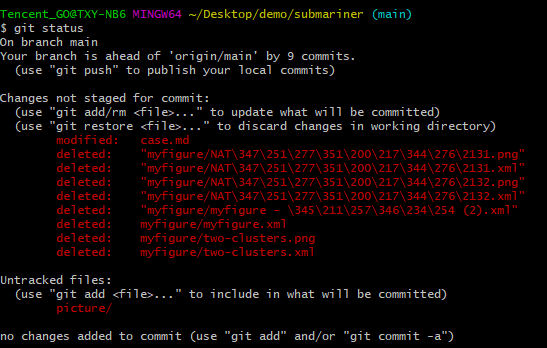 Tencent_GO@TXY-NB6 MINGW64 ~/Desktop/demo/submariner (main)
$ git status
On branch main
Your branch is ahead of 'origin/main' by 9 commits.
  (use "git push" to publish your local commits)

Changes not staged for commit:
  (use "git add/rm <file>..." to update what will be committed)
  (use "git restore <file>..." to discard changes in working directory)
        modified:   case.md
        deleted:    "myfigure/NAT\347\251\277\351\200\217\344\276\2131.png"
        deleted:    "myfigure/NAT\347\251\277\351\200\217\344\276\2131.xml"
        deleted:    "myfigure/NAT\347\251\277\351\200\217\344\276\2132.png"
        deleted:    "myfigure/NAT\347\251\277\351\200\217\344\276\2132.xml"
        deleted:    "myfigure/myfigure - \345\211\257\346\234\254 (2).xml"
        deleted:    myfigure/myfigure.xml
        deleted:    myfigure/two-clusters.png
        deleted:    myfigure/two-clusters.xml

Untracked files:
  (use "git add <file>..." to include in what will be committed)
        picture/

no changes added to commit (use "git add" and/or "git commit -a")